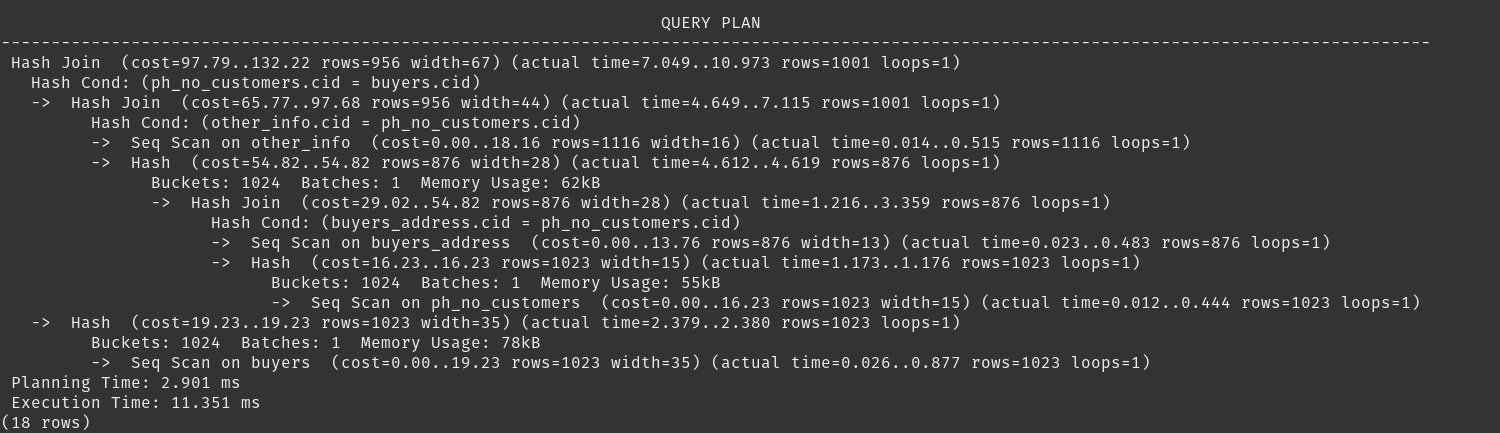 QUERY PLAN
-----------------------------------------------------------------------------------------------------------------------------------------------
Hash Join  (cost=97.79..132.22 rows=956 width=67) (actual time=7.049..10.973 rows=1001 loops=1)
  Hash Cond: (ph_no_customers.cid = buyers.cid)
  ->  Hash Join  (cost=65.77..97.68 rows=956 width=44) (actual time=4.649..7.115 rows=1001 loops=1)
        Hash Cond: (other_info.cid = ph_no_customers.cid)
        ->  Seq Scan on other_info  (cost=0.00..18.16 rows=1116 width=16) (actual time=0.014..0.515 rows=1116 loops=1)
        ->  Hash  (cost=54.82..54.82 rows=876 width=28) (actual time=4.612..4.619 rows=876 loops=1)
              Buckets: 1024  Batches: 1  Memory Usage: 62kB
              ->  Hash Join  (cost=29.02..54.82 rows=876 width=28) (actual time=1.216..3.359 rows=876 loops=1)
                    Hash Cond: (buyers_address.cid = ph_no_customers.cid)
                    ->  Seq Scan on buyers_address  (cost=0.00..13.76 rows=876 width=13) (actual time=0.023..0.483 rows=876 loops=1)
                    ->  Hash  (cost=16.23..16.23 rows=1023 width=15) (actual time=1.173..1.176 rows=1023 loops=1)
                          Buckets: 1024  Batches: 1  Memory Usage: 55kB
                          ->  Seq Scan on ph_no_customers  (cost=0.00..16.23 rows=1023 width=15) (actual time=0.012..0.444 rows=1023 loops=1)
  ->  Hash  (cost=19.23..19.23 rows=1023 width=35) (actual time=2.379..2.380 rows=1023 loops=1)
        Buckets: 1024  Batches: 1  Memory Usage: 78kB
        ->  Seq Scan on buyers  (cost=0.00..19.23 rows=1023 width=35) (actual time=0.026..0.877 rows=1023 loops=1)
Planning Time: 2.901 ms
Execution Time: 11.351 ms
(18 rows)